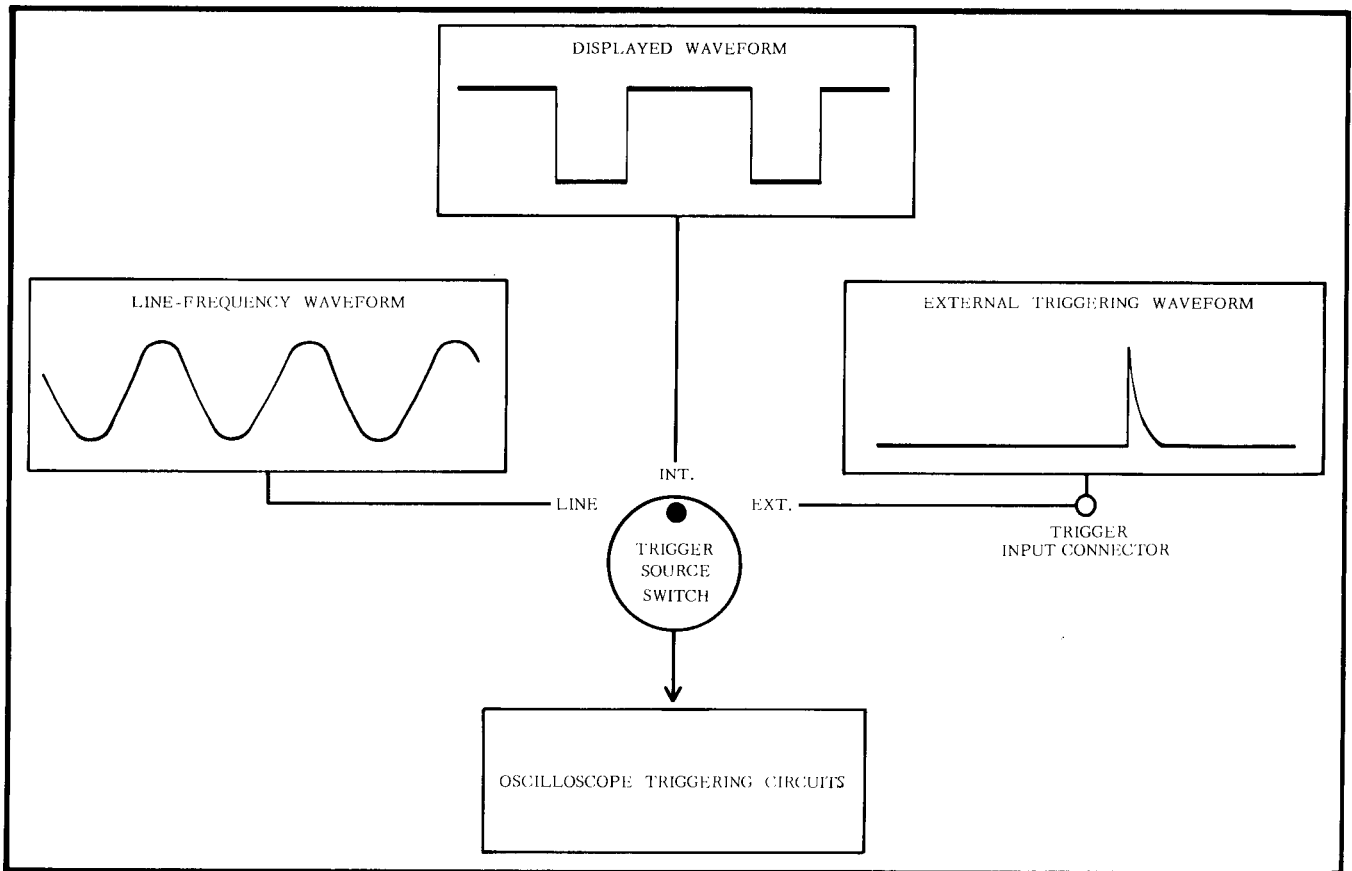 DISPLAYED WAVEFORM
LINE-FREQUENCY WAVEFORM
EXTERNAL TRIGGERING WAVEFORM
INT.
LINE
EXT.
TRIGGER
INPUT CONNECTOR
TRIGGER
SOURCE
SWITCH
OSCILLOSCOPE TRIGGERING CIRCUITS